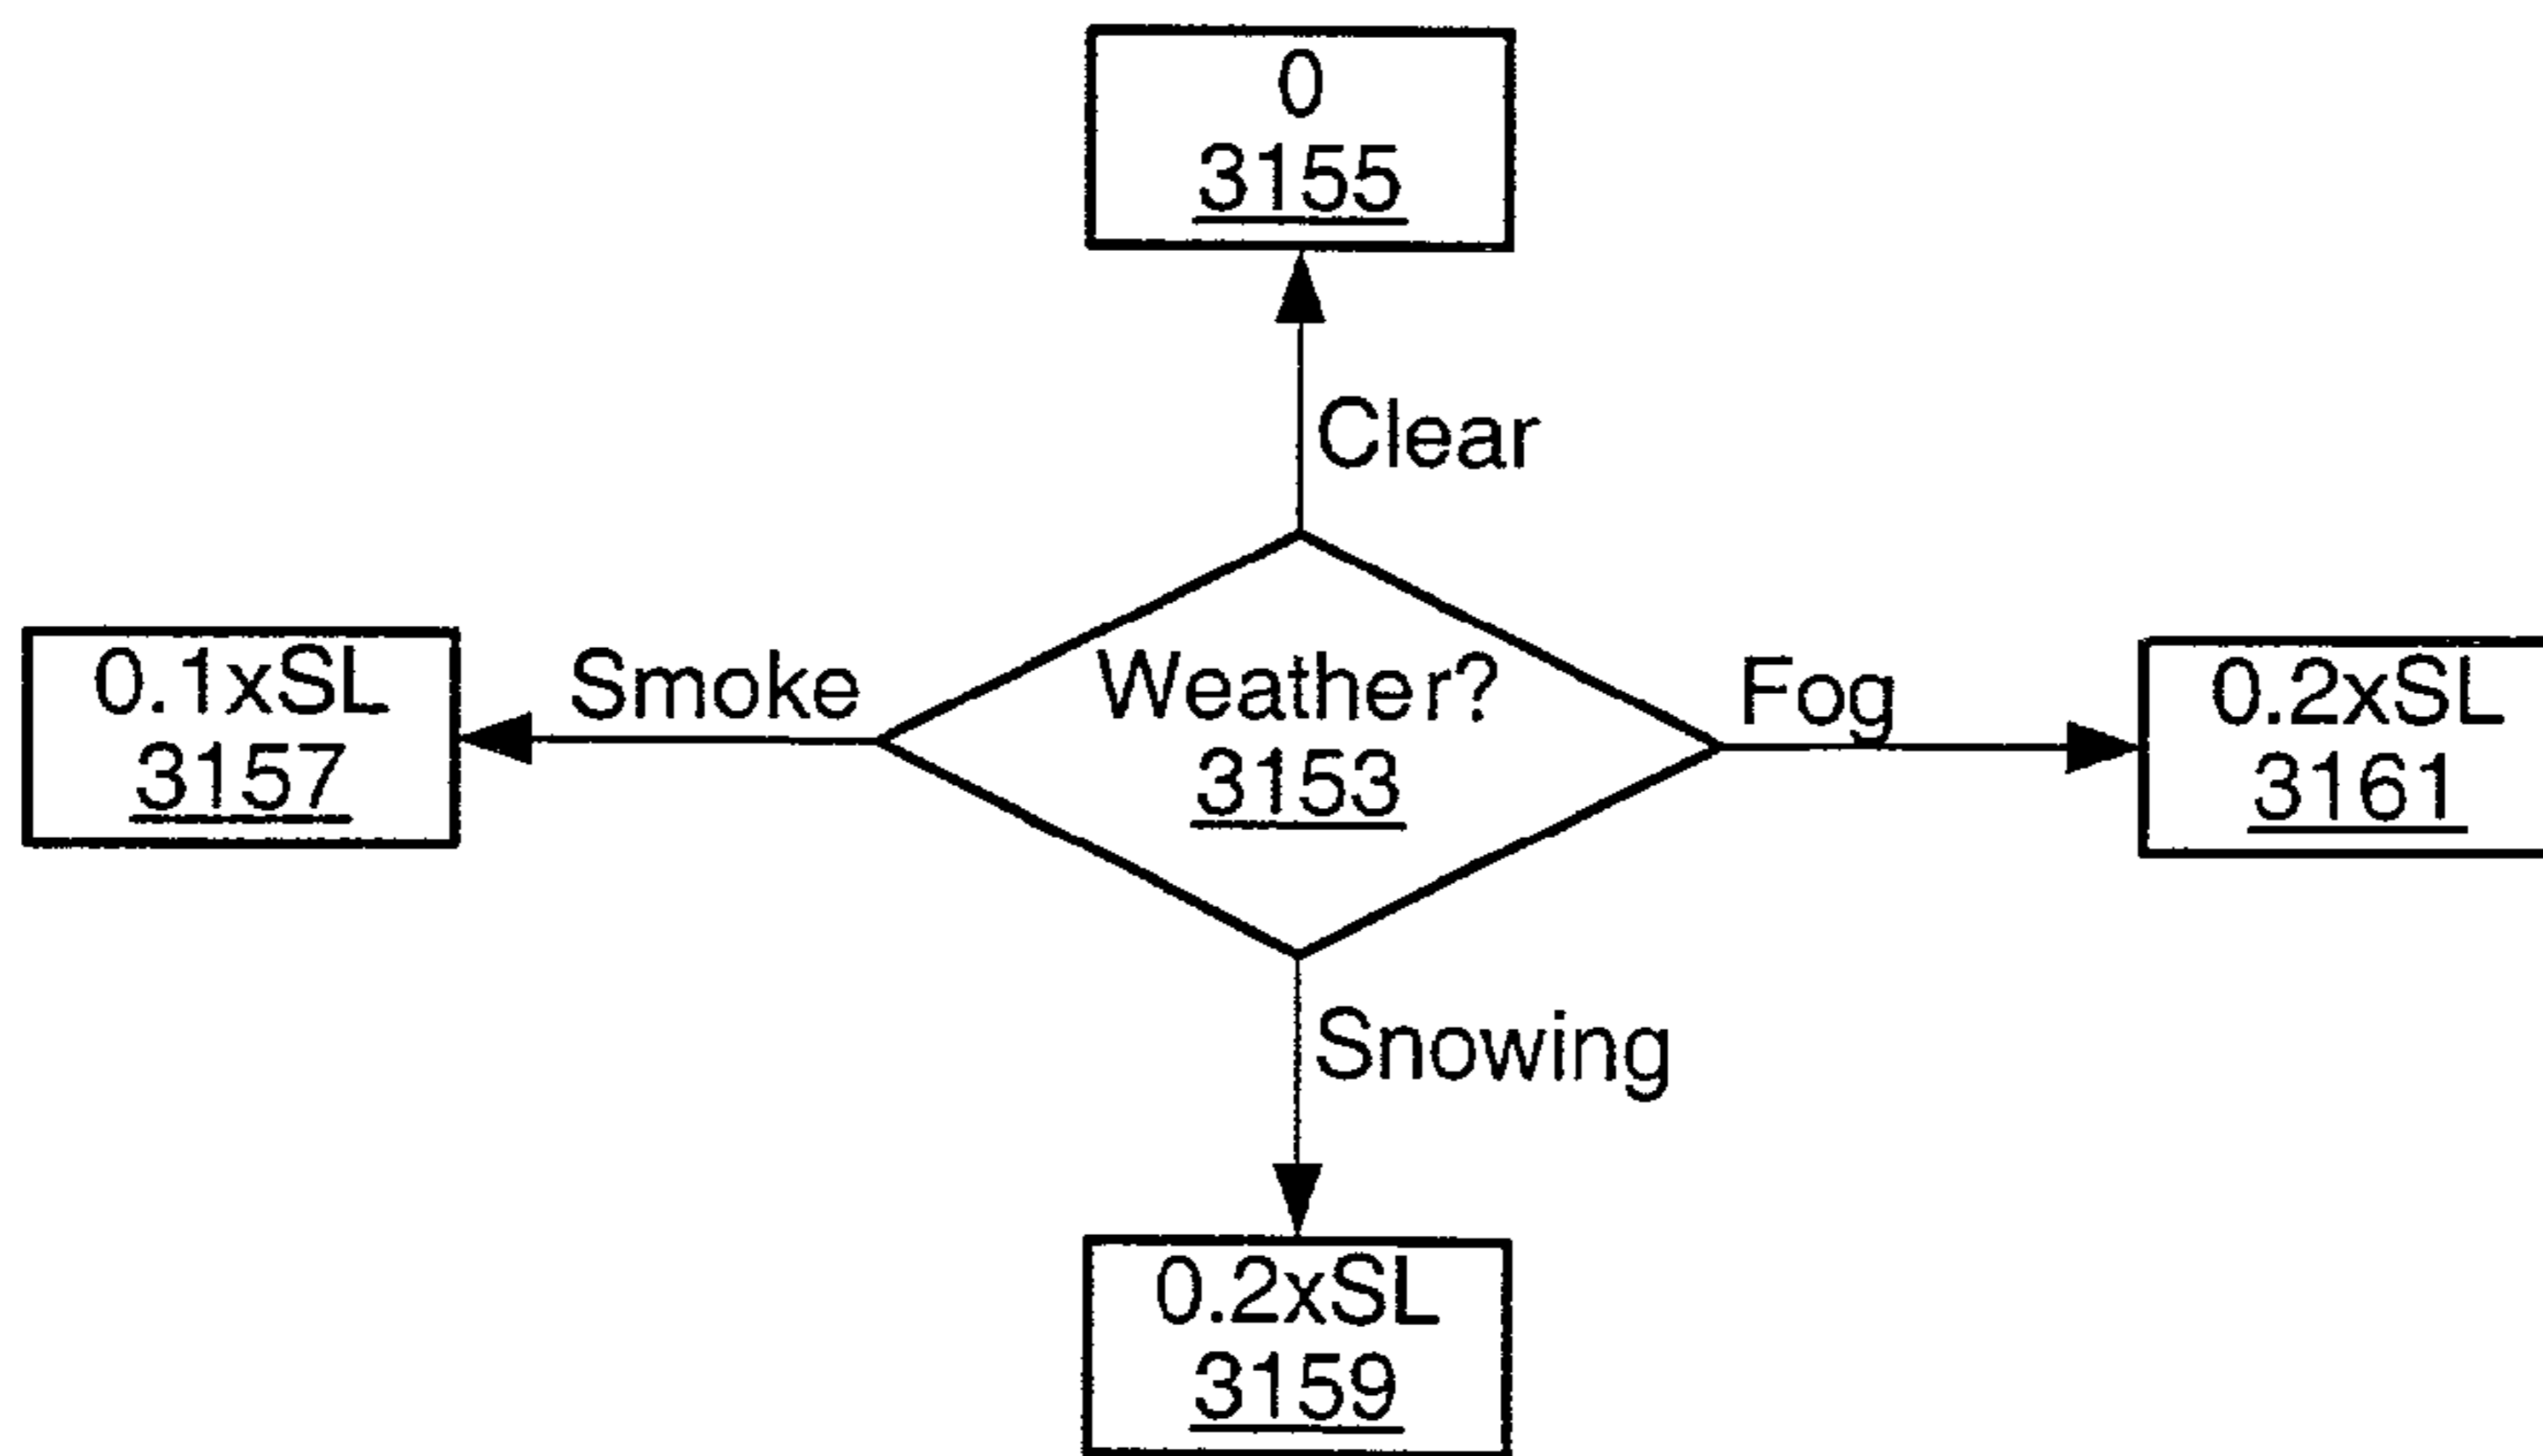 0
3155
Clear
0.1xSL
3157
Smoke
Weather?
3153
Fog
0.2xSL
3161
Snowing
0.2xSL
3159